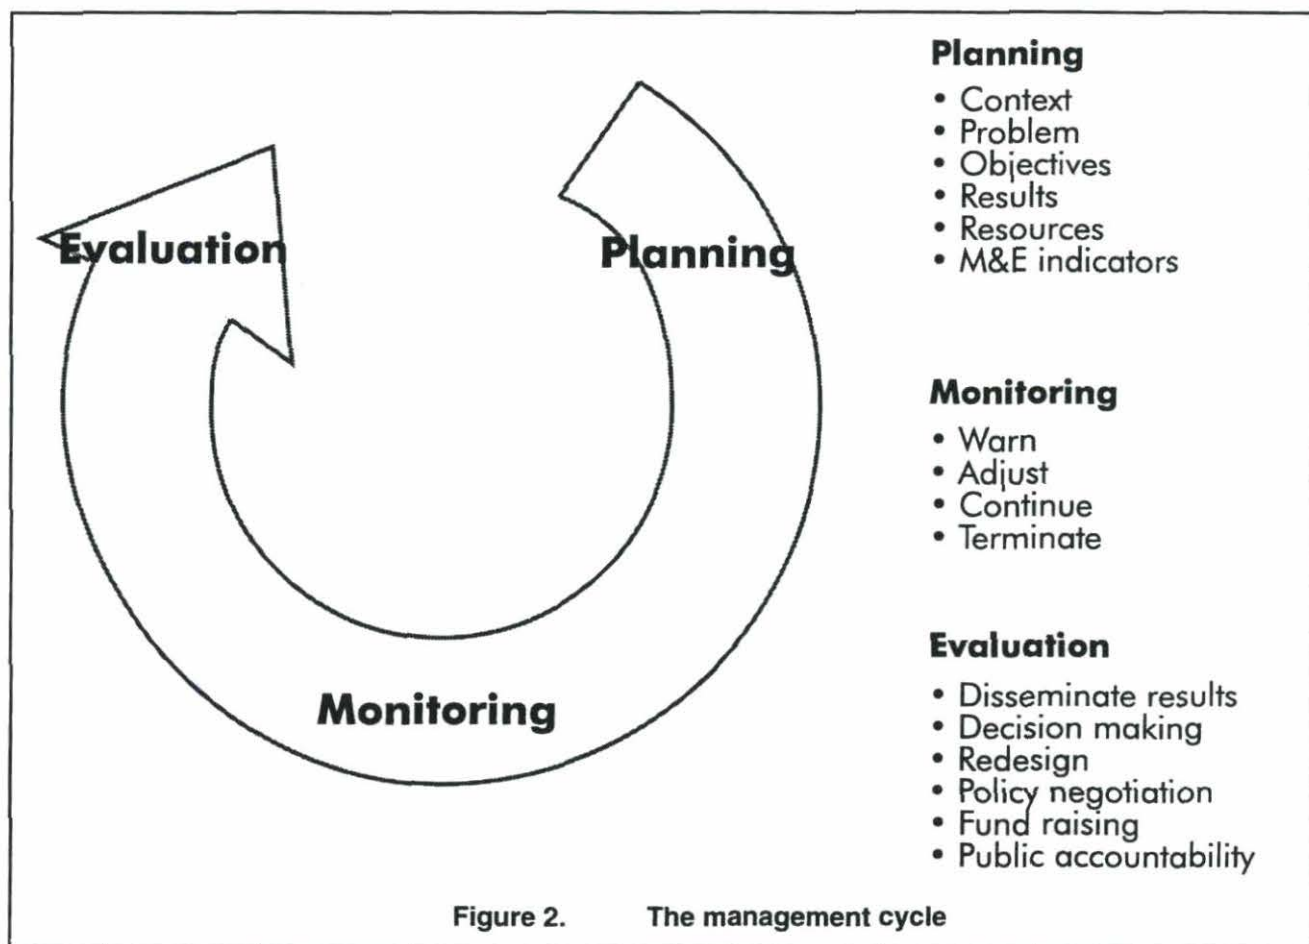 Evaluation
Planning
Monitoring
Planning
• Context
• Problem
• Objectives
• Results
• Resources
• M&E indicators
Monitoring
• Warn
• Adjust
• Continue
• Terminate
Evaluation
• Disseminate results
• Decision making
• Redesign
• Policy negotiation
• Fund raising
• Public accountability
Figure 2. The management cycle